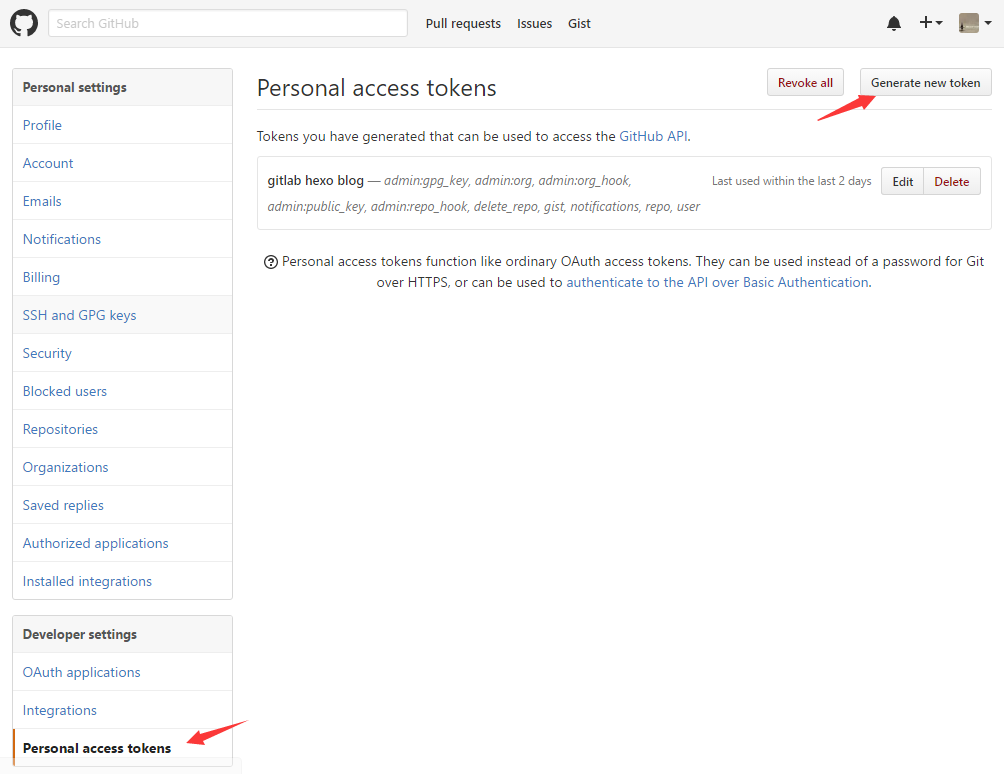 Search GitHub
Pull requests
Issues
Gist
Personal settings
Profile
Account
Emails
Notifications
Billing
SSH and GPG keys
Security
Blocked users
Repositories
Organizations
Saved replies
Authorized applications
Installed integrations
Developer settings
OAuth applications
Integrations
Personal access tokens
Personal access tokens
Revoke all
Generate new token
Tokens you have generated that can be used to access the GitHub API.
gitlab hexo blog — admin:gpg_key, admin:org, admin:org_hook,
admin:public_key, admin:repo_hook, delete_repo, gist, notifications, repo, user
Last used within the last 2 days
Edit
Delete
Personal access tokens function like ordinary OAuth access tokens. They can be used instead of a password for Git
over HTTPS, or can be used to authenticate to the API over Basic Authentication.